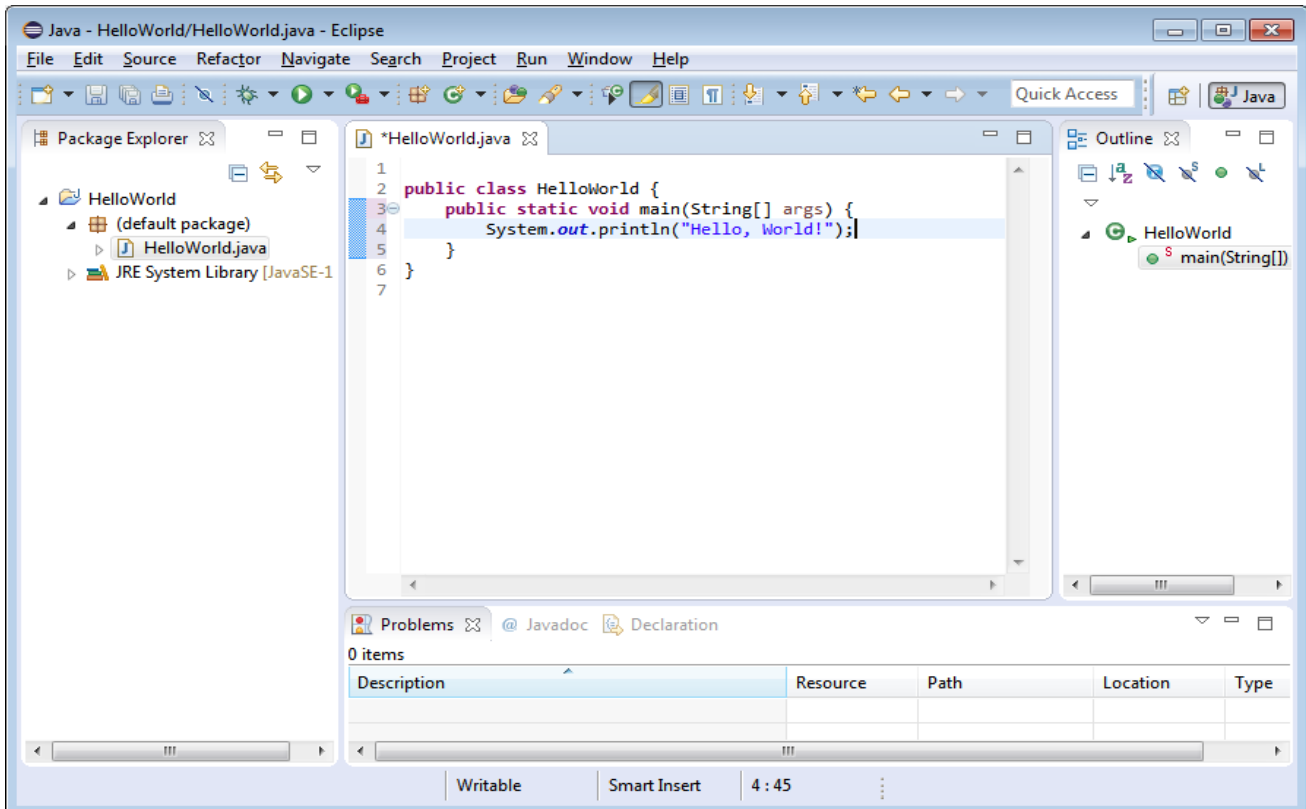 Java - HelloWorld/HelloWorld.java - Eclipse
File Edit Source Refactor Navigate Search Project Run Window Help
Quick Access Java
Package Explorer
HelloWorld
(default package)
HelloWorld.java
JRE System Library [JavaSE-1
*HelloWorld.java
1
2 public class HelloWorld {
3 public static void main(String[] args) {
4 System.out.println("Hello, World!");
5 }
6 }
7
Outline
HelloWorld
main(String[])
Problems @ Javadoc Declaration
0 items
Description Resource Path Location Type
Writable Smart Insert 4 : 45